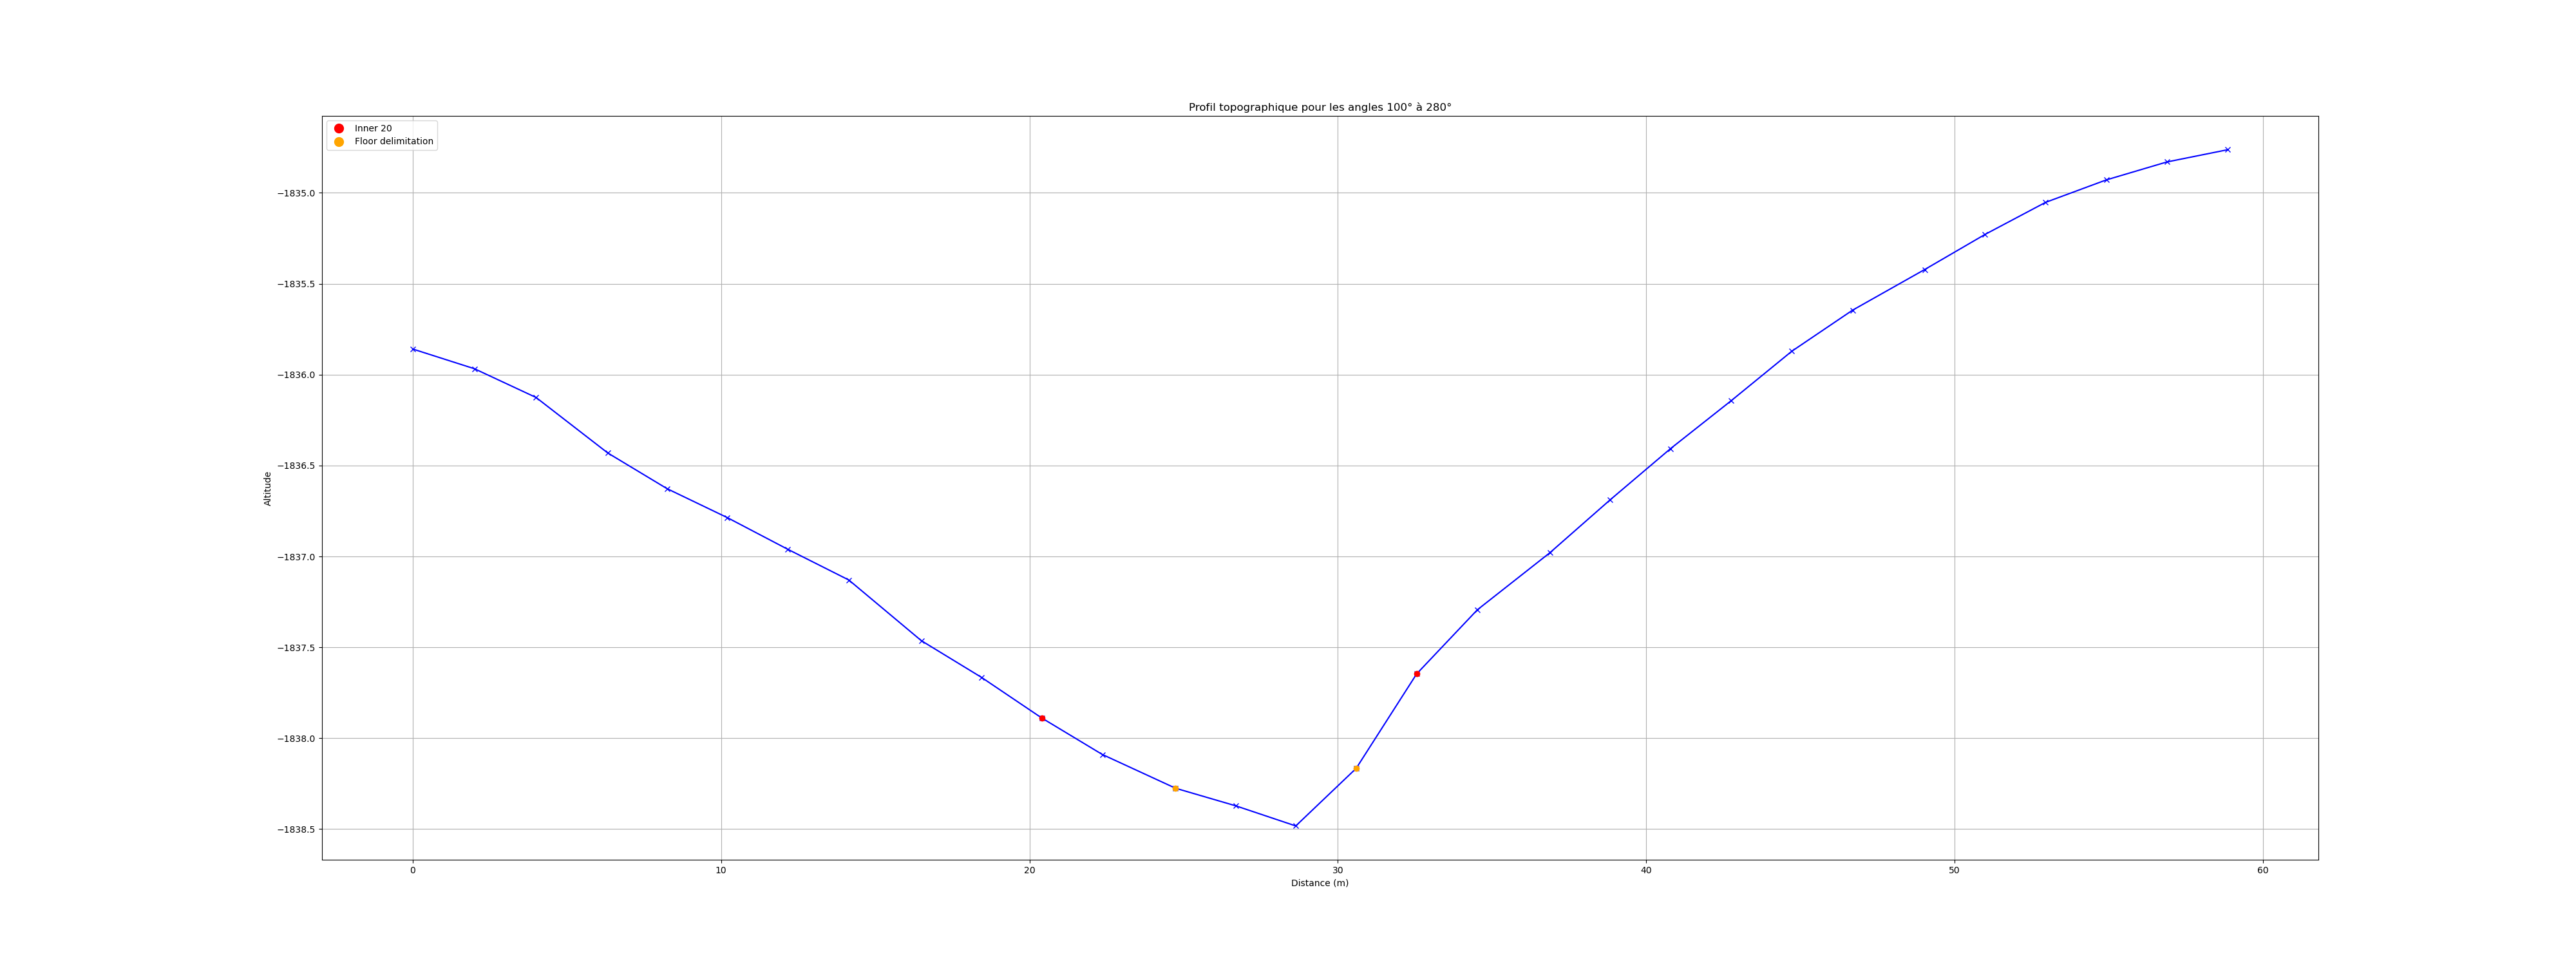 Profil topographique pour les angles 100° à 280°
Inner 20
Floor delimitation
Altitude
−1835.0
−1835.5
−1836.0
−1836.5
−1837.0
−1837.5
−1838.0
−1838.5
0 10 20 30 40 50 60
Distance (m)